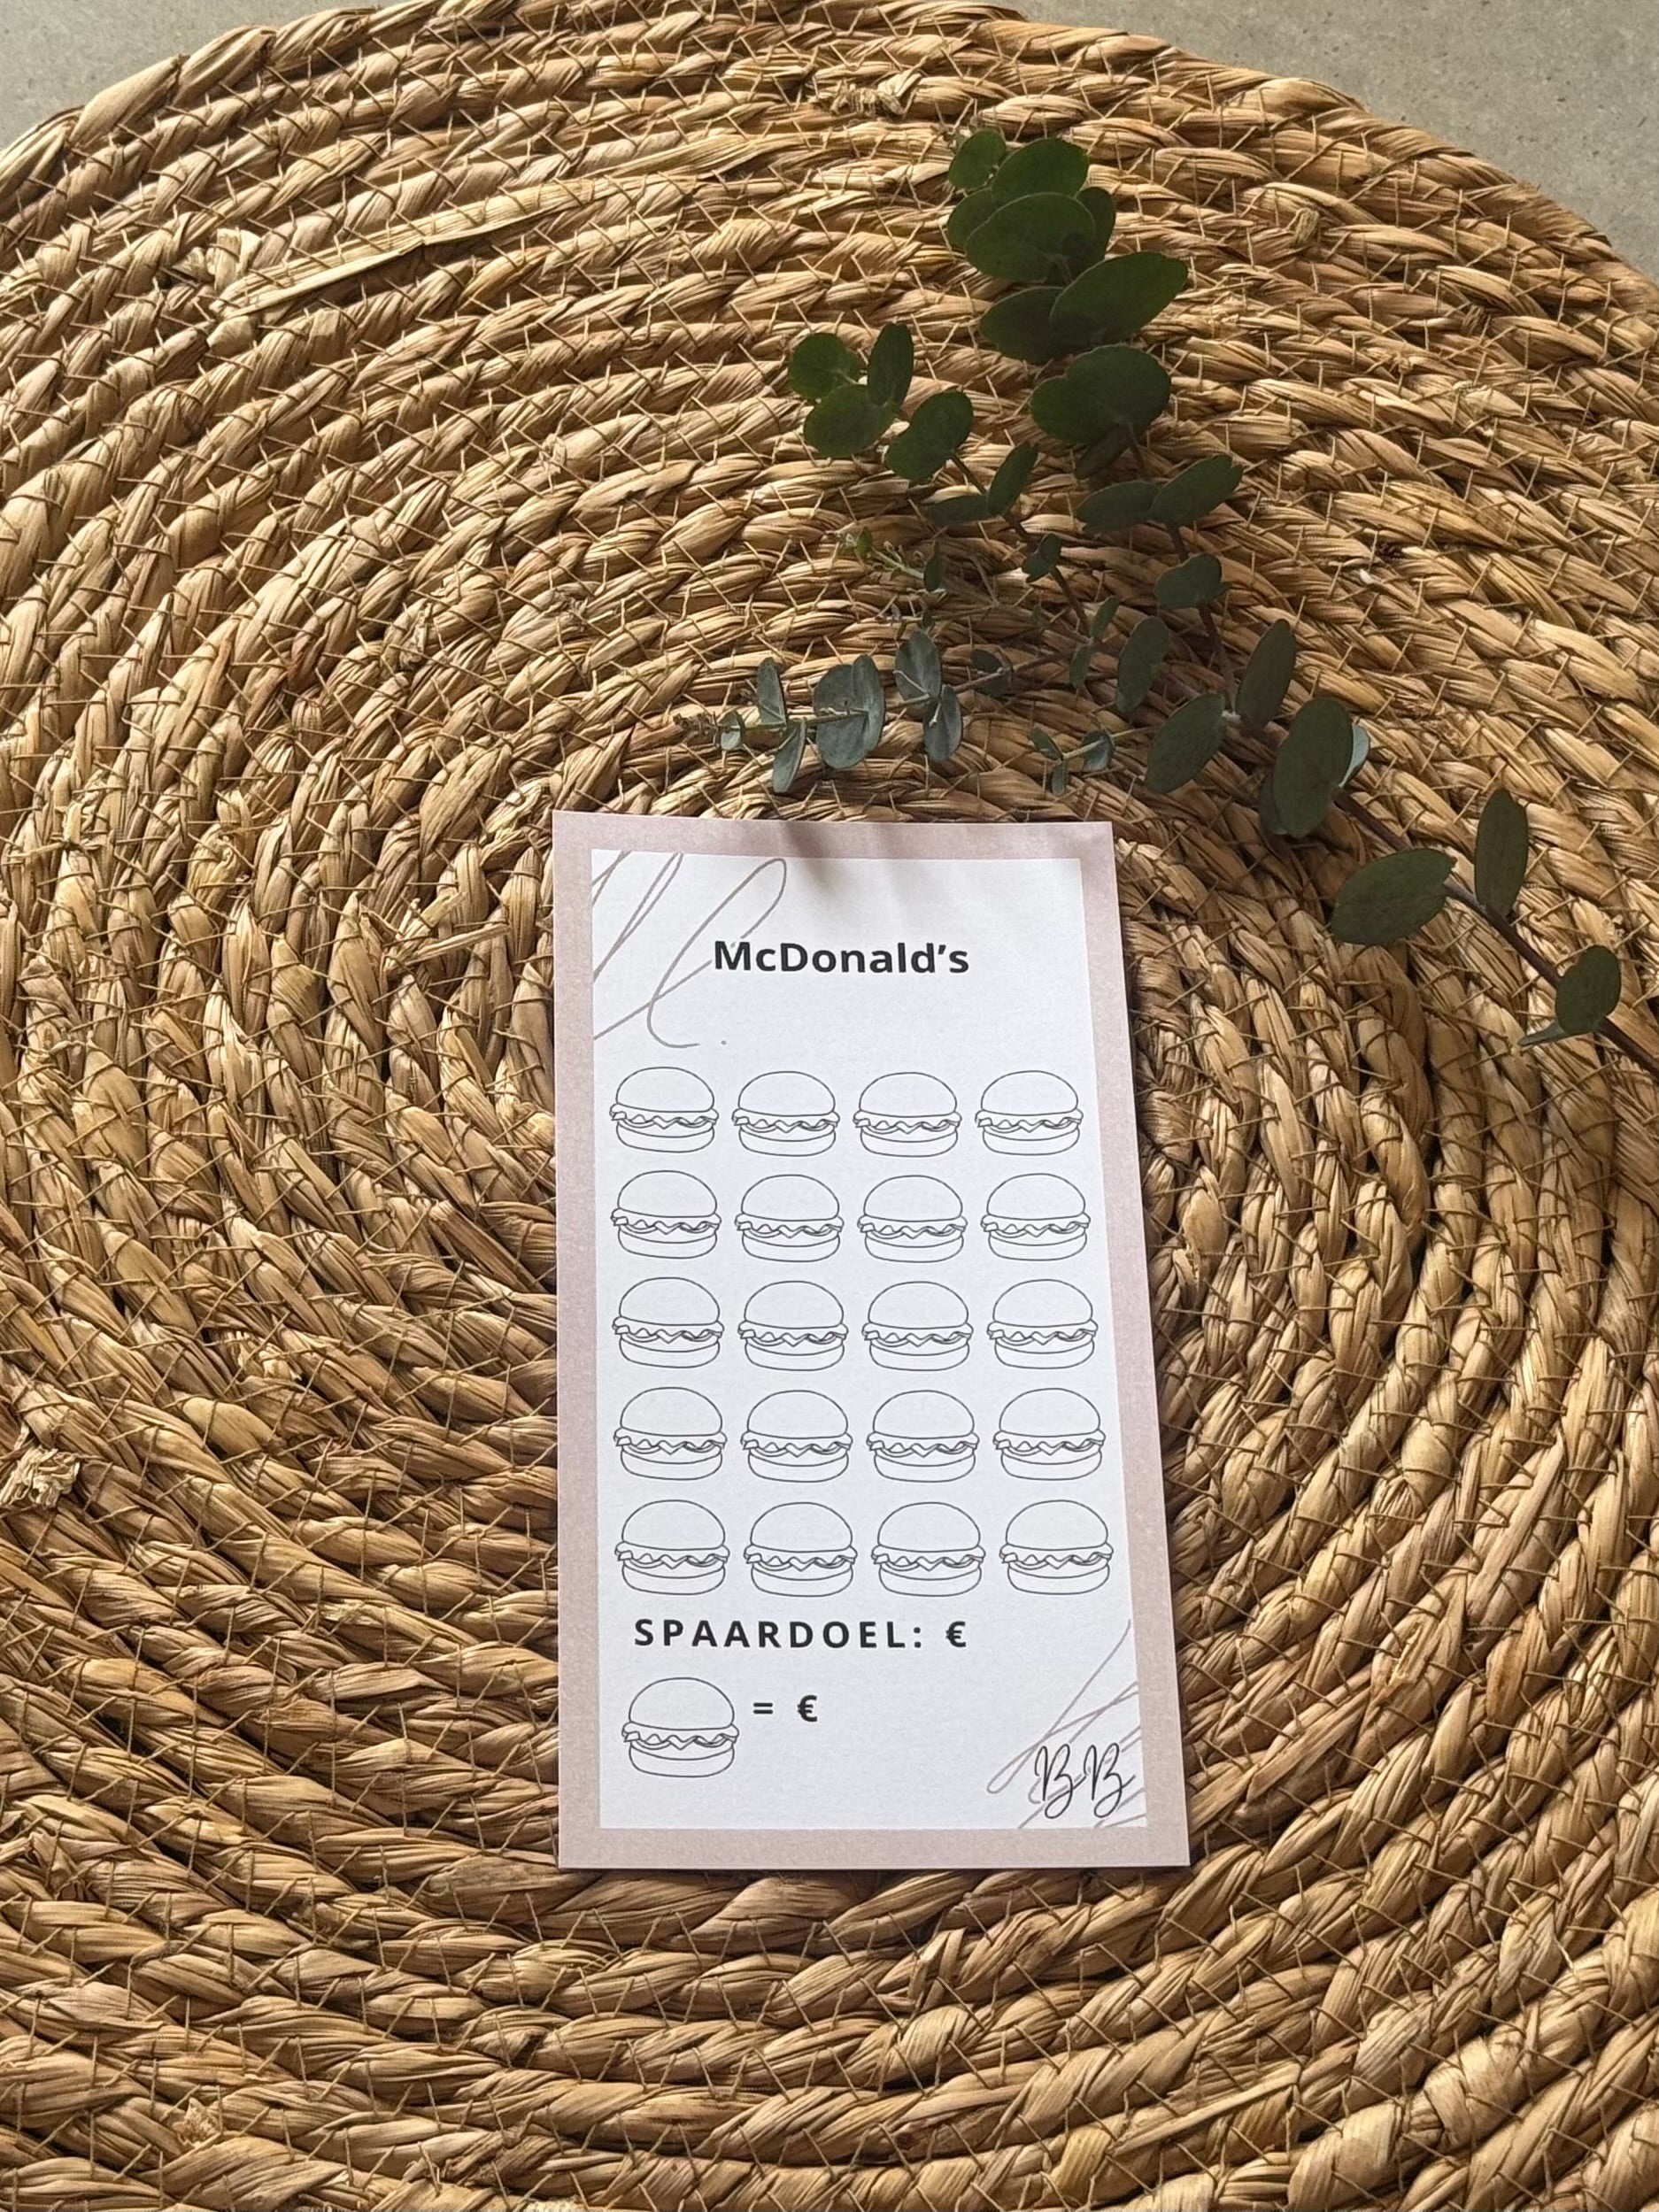 McDonald's
SPAARDOEL: €
= €
BB